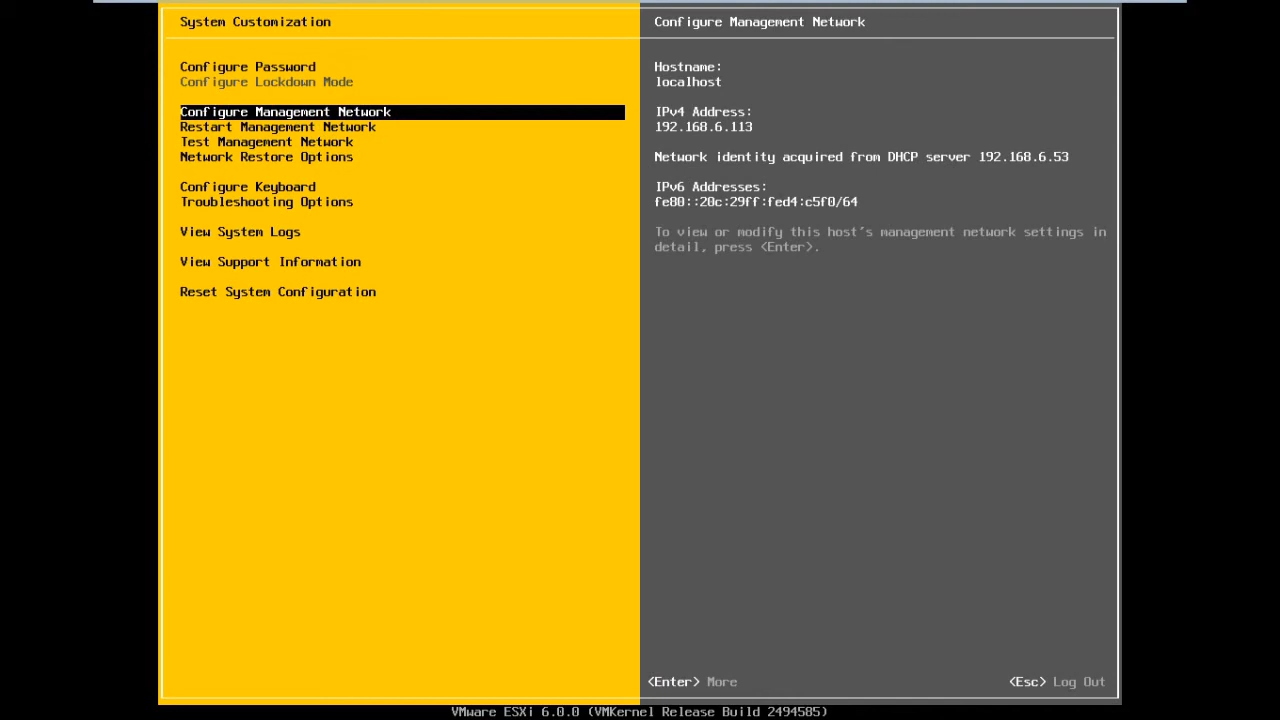 System Customization
Configure Password
Configure Lockdown Mode
Configure Management Network
Restart Management Network
Test Management Network
Network Restore Options
Configure Keyboard
Troubleshooting Options
View System Logs
View Support Information
Reset System Configuration
Configure Management Network
Hostname:
localhost
IPv4 Address:
192.168.6.113
Network identity acquired from DHCP server 192.168.6.53
IPv6 Addresses:
fe80::20c:29ff:fed4:c5f0/64
To view or modify this host's management network settings in
detail, press <Enter>.
<Enter> More
<Esc> Log Out
VMware ESXi 6.0.0 (VMKernel Release Build 2494585)